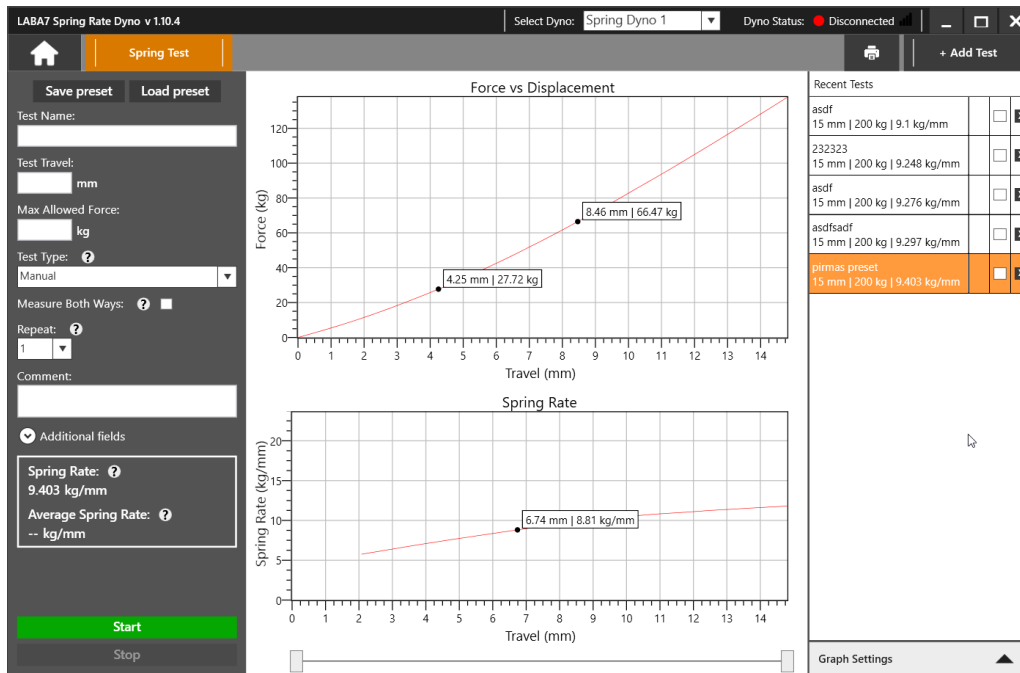 LABA7 Spring Rate Dyno v 1.10.4
Select Dyno: Spring Dyno 1
Dyno Status: Disconnected
Spring Test
+ Add Test
Save preset Load preset
Test Name:
Test Travel:
mm
Max Allowed Force:
kg
Test Type: ?
Manual
Measure Both Ways: ?
Repeat: ?
1
Comment:
Additional fields
Spring Rate: ?
9.403 kg/mm
Average Spring Rate: ?
-- kg/mm
Start
Stop
Force vs Displacement
Force (kg)
120
100
80
60
40
20
0
8.46 mm | 66.47 kg
4.25 mm | 27.72 kg
0 1 2 3 4 5 6 7 8 9 10 11 12 13 14
Travel (mm)
Spring Rate
Spring Rate (kg/mm)
20
15
10
5
0
6.74 mm | 8.81 kg/mm
0 1 2 3 4 5 6 7 8 9 10 11 12 13 14
Travel (mm)
Recent Tests
asdf
15 mm | 200 kg | 9.1 kg/mm
232323
15 mm | 200 kg | 9.248 kg/mm
asdf
15 mm | 200 kg | 9.276 kg/mm
asdfsadf
15 mm | 200 kg | 9.297 kg/mm
pirmas preset
15 mm | 200 kg | 9.403 kg/mm
Graph Settings